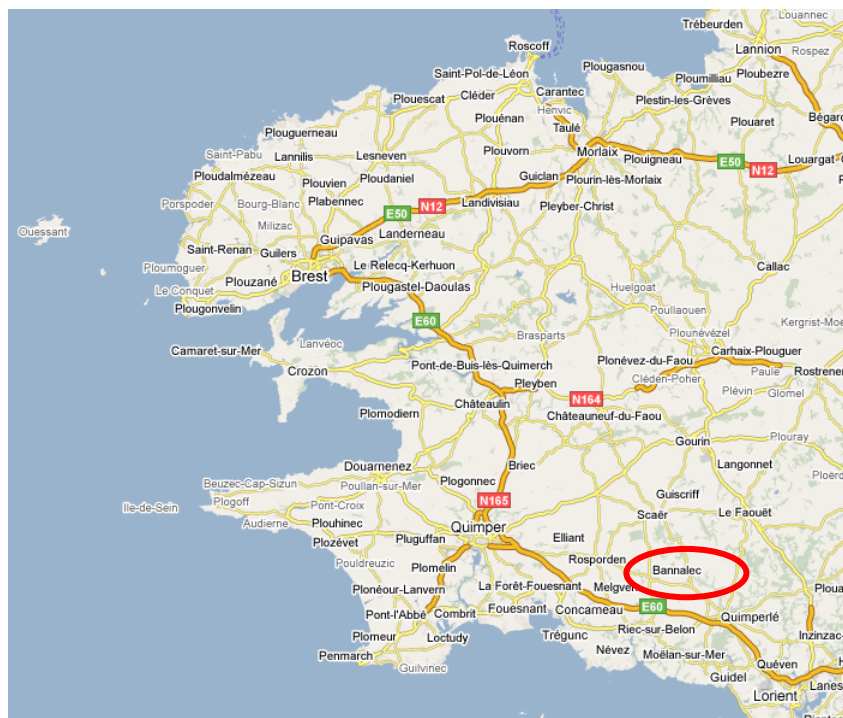 Louannec
Trébeurden
Roscoff
Lannion
Rospez
Plougasnou
Saint-Pol-de-Léon
Ploumilliau
Ploubezre
Plouescat
Cléder
Carantec
Plestin-les-Grèves
Henvic
Plouénan
Taulé
Plouaret
Bégard
Plouguerneau
Saint-Pabu
Lannilis
Lesneven
Plouvorn
Morlaix
Plouigneau
E50
Louargat
Ploudalmézeau
Ploudaniel
Guiclan
N12
Plouvien
Plourin-lès-Morlaix
Porspoder
Bourg-Blanc
Plabennec
N12
Landivisiau
Pleyber-Christ
E50
Milizac
Ouessant
Guipavas
Landerneau
Saint-Renan
Guilers
Ploumoguer
Le Relecq-Kerhuon
Callac
Plouzané
Brest
Plougastel-Daoulas
Huelgoat
Le Conquet
Plougonvelin
Poullaouen
E60
Kergrist-Moë
Brasparts
Plounévézel
Lanvéoc
Camaret-sur-Mer
Carhaix-Plouguer
Crozon
Pont-de-Buis-lès-Quimerch
Plonévez-du-Faou
Paule
Rostrenen
Pleyben
Cléden-Poher
Plévin
Glomel
N164
Châteaulin
Plomodiern
Châteauneuf-du-Faou
Gourin
Plouray
Douarnenez
Briec
Langonnet
Beuzec-Cap-Sizun
Poullan-sur-Mer
Plogonnec
Ploërd
Plogoff
Guiscriff
Ile-de-Sein
Pont-Croix
N165
Le Faouët
Audierne
Plouhinec
Quimper
Scaër
Plozévet
Pluguffan
Elliant
Pouldreuzic
Plomelin
Rosporden
Bannalec
Plonéour-Lanvern
La Forêt-Fouesnant
Melgven
Ploua
Pont-l'Abbé
Combrit
Fouesnant
Concarneau
E60
Quimperlé
Plomeur
Loctudy
Trégunc
Riec-sur-Belon
Inzinzac-
Penmarch
Guilvinec
Névez
Moëlan-sur-Mer
Quéven
Guidel
Lanes
Lorient